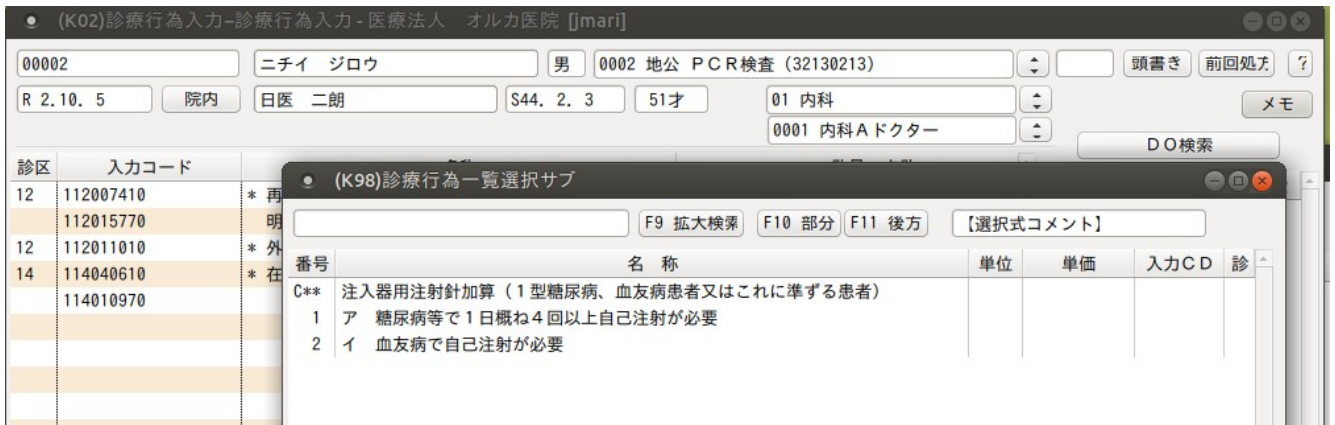 (K02)診療行為入力–診療行為入力 - 医療法人　オルカ医院 [jmari]
00002 ニチイ　ジロウ 男 0002 地公 ＰＣＲ検査（32130213） 頭書き 前回処方 ?
R 2.10. 5 院内 日医　二朗 S44. 2. 3 51才 01 内科 メモ
0001 内科Ａドクター
ＤＯ検索
診区 入力コード
(K98)診療行為一覧選択サブ
12 112007410 * 再
112015770 明
F9 拡大検索 F10 部分 F11 後方 【選択式コメント】
12 112011010 * 外
番号 名　称 単位 単価 入力ＣＤ 診
14 114040610 * 在
C** 注入器用注射針加算（１型糖尿病、血友病患者又はこれに準ずる患者）
114010970
1 ア　糖尿病等で１日概ね４回以上自己注射が必要
2 イ　血友病で自己注射が必要